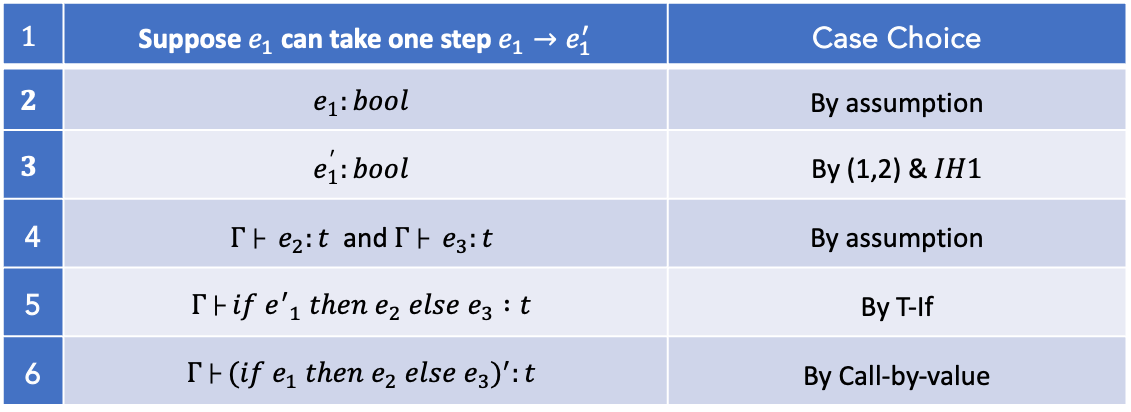 1 Suppose e₁ can take one step e₁ → e₁′ Case Choice
2 e₁: bool By assumption
3 e₁′: bool By (1,2) & IH1
4 Γ ⊢ e₂: t and Γ ⊢ e₃: t By assumption
5 Γ ⊢ if e′₁ then e₂ else e₃ : t By T-If
6 Γ ⊢ (if e₁ then e₂ else e₃)′: t By Call-by-value